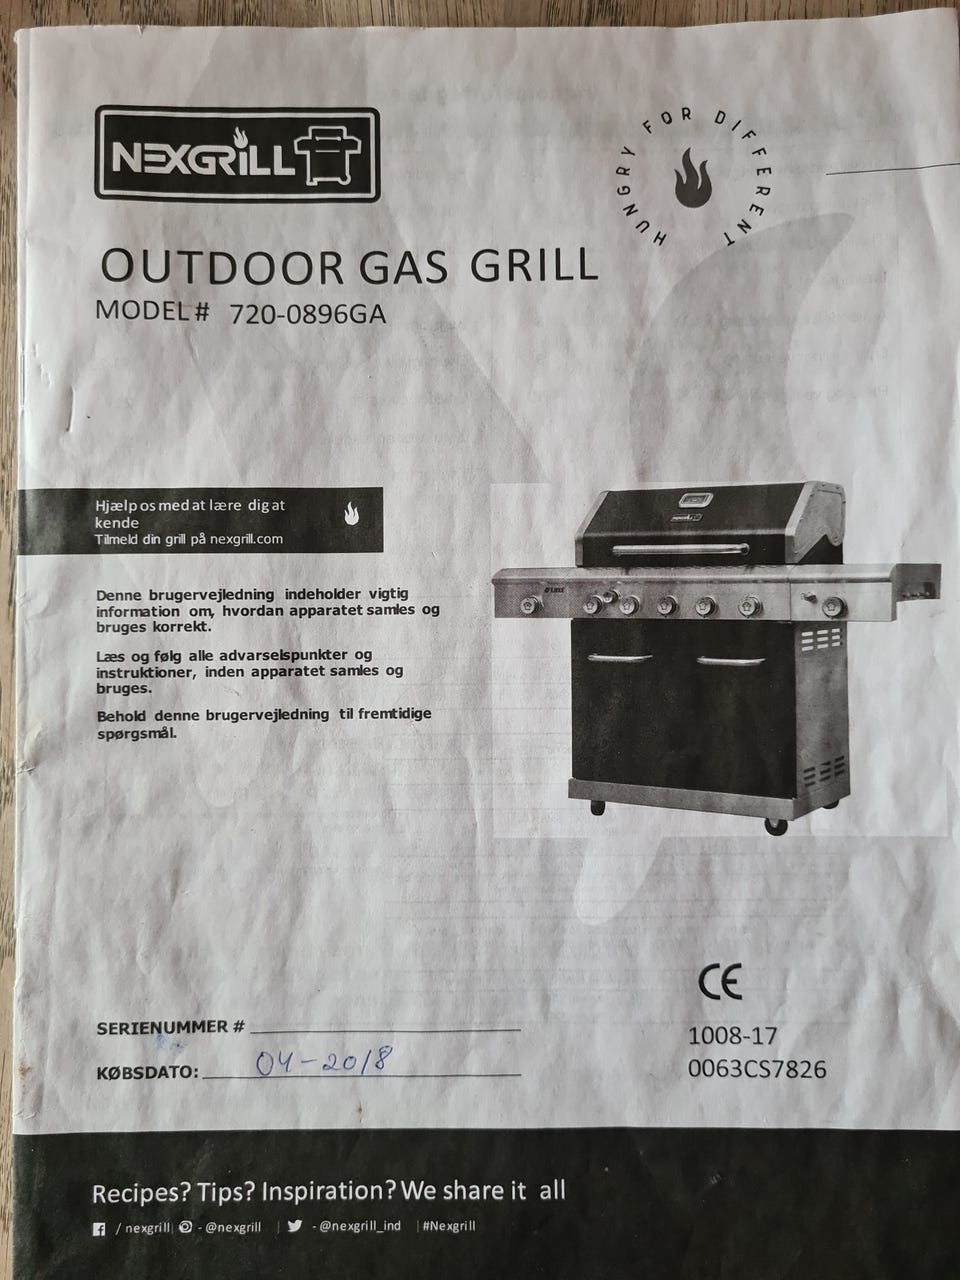 NEXGRILL
HUNGRY FOR DIFFERENT
OUTDOOR GAS GRILL
MODEL # 720-0896GA
Hjælp os med at lære dig at
kende
Tilmeld din grill på nexgrill.com
Denne brugervejledning indeholder vigtig
information om, hvordan apparatet samles og
bruges korrekt.
Læs og følg alle advarselspunkter og
instruktioner, inden apparatet samles og
bruges.
Behold denne brugervejledning til fremtidige
spørgsmål.
NEXGRILL
CE
SERIENUMMER #
1008-17
KØBSDATO: 04-2018
0063CS7826
Recipes? Tips? Inspiration? We share it all
/ nexgrill - @nexgrill | - @nexgrill_ind | #Nexgrill